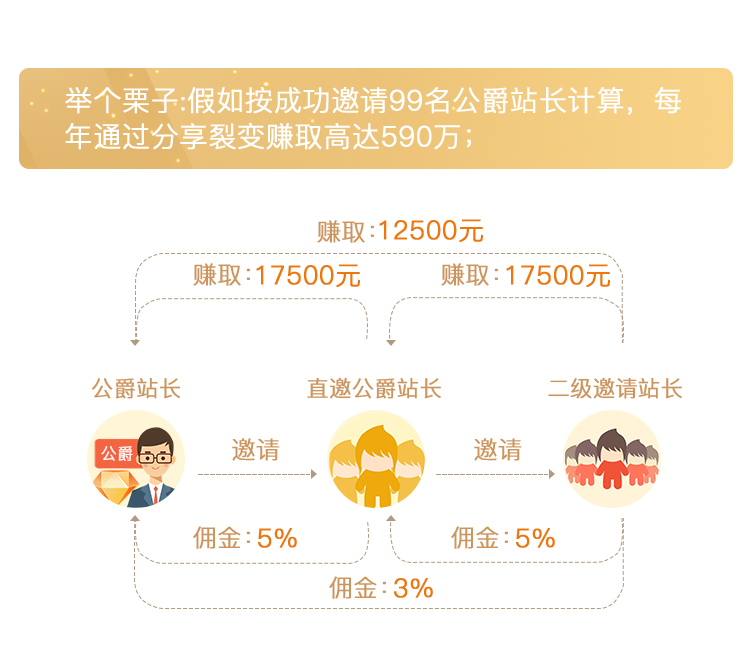 举个栗子:假如按成功邀请99名公爵站长计算，每
年通过分享裂变赚取高达590万；
赚取:12500元
赚取:17500元
赚取:17500元
公爵站长
直邀公爵站长
二级邀请站长
公爵
邀请
邀请
佣金:5%
佣金:5%
佣金:3%